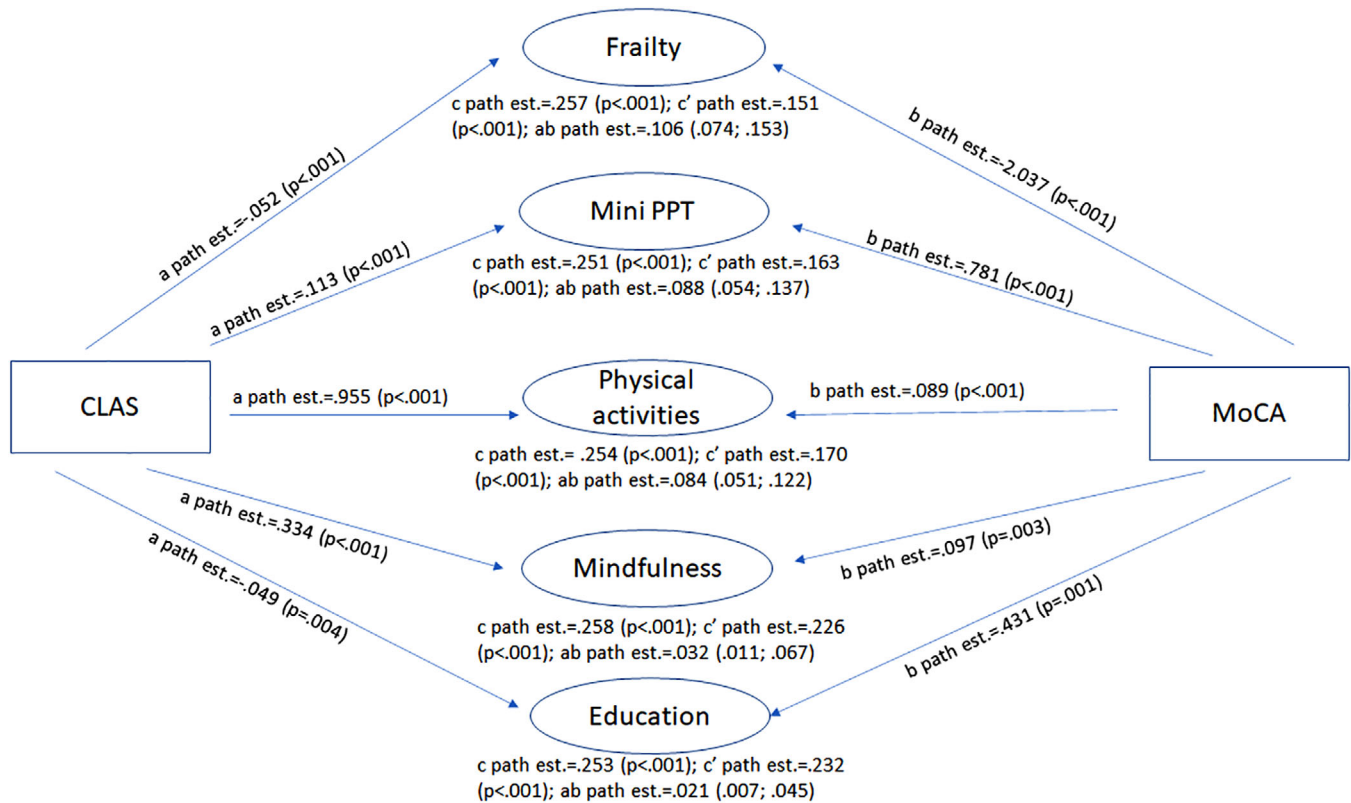 Frailty
c path est.=.257 (p<.001); c’ path est.=.151
(p<.001); ab path est.=.106 (.074; .153)
a path est.=-.052 (p<.001)
b path est.=-2.037 (p<.001)
Mini PPT
c path est.=.251 (p<.001); c’ path est.=.163
(p<.001); ab path est.=.088 (.054; .137)
a path est.=.113 (p<.001)
b path est.=.781 (p<.001)
CLAS
Physical
activities
MoCA
a path est.=.955 (p<.001)
b path est.=.089 (p<.001)
c path est.= .254 (p<.001); c’ path est.=.170
(p<.001); ab path est.=.084 (.051; .122)
a path est.=.334 (p<.001)
b path est.=.097 (p=.003)
Mindfulness
c path est.=.258 (p<.001); c’ path est.=.226
(p<.001); ab path est.=.032 (.011; .067)
a path est.=-.049 (p=.004)
b path est.=.431 (p=.001)
Education
c path est.=.253 (p<.001); c’ path est.=.232
(p<.001); ab path est.=.021 (.007; .045)